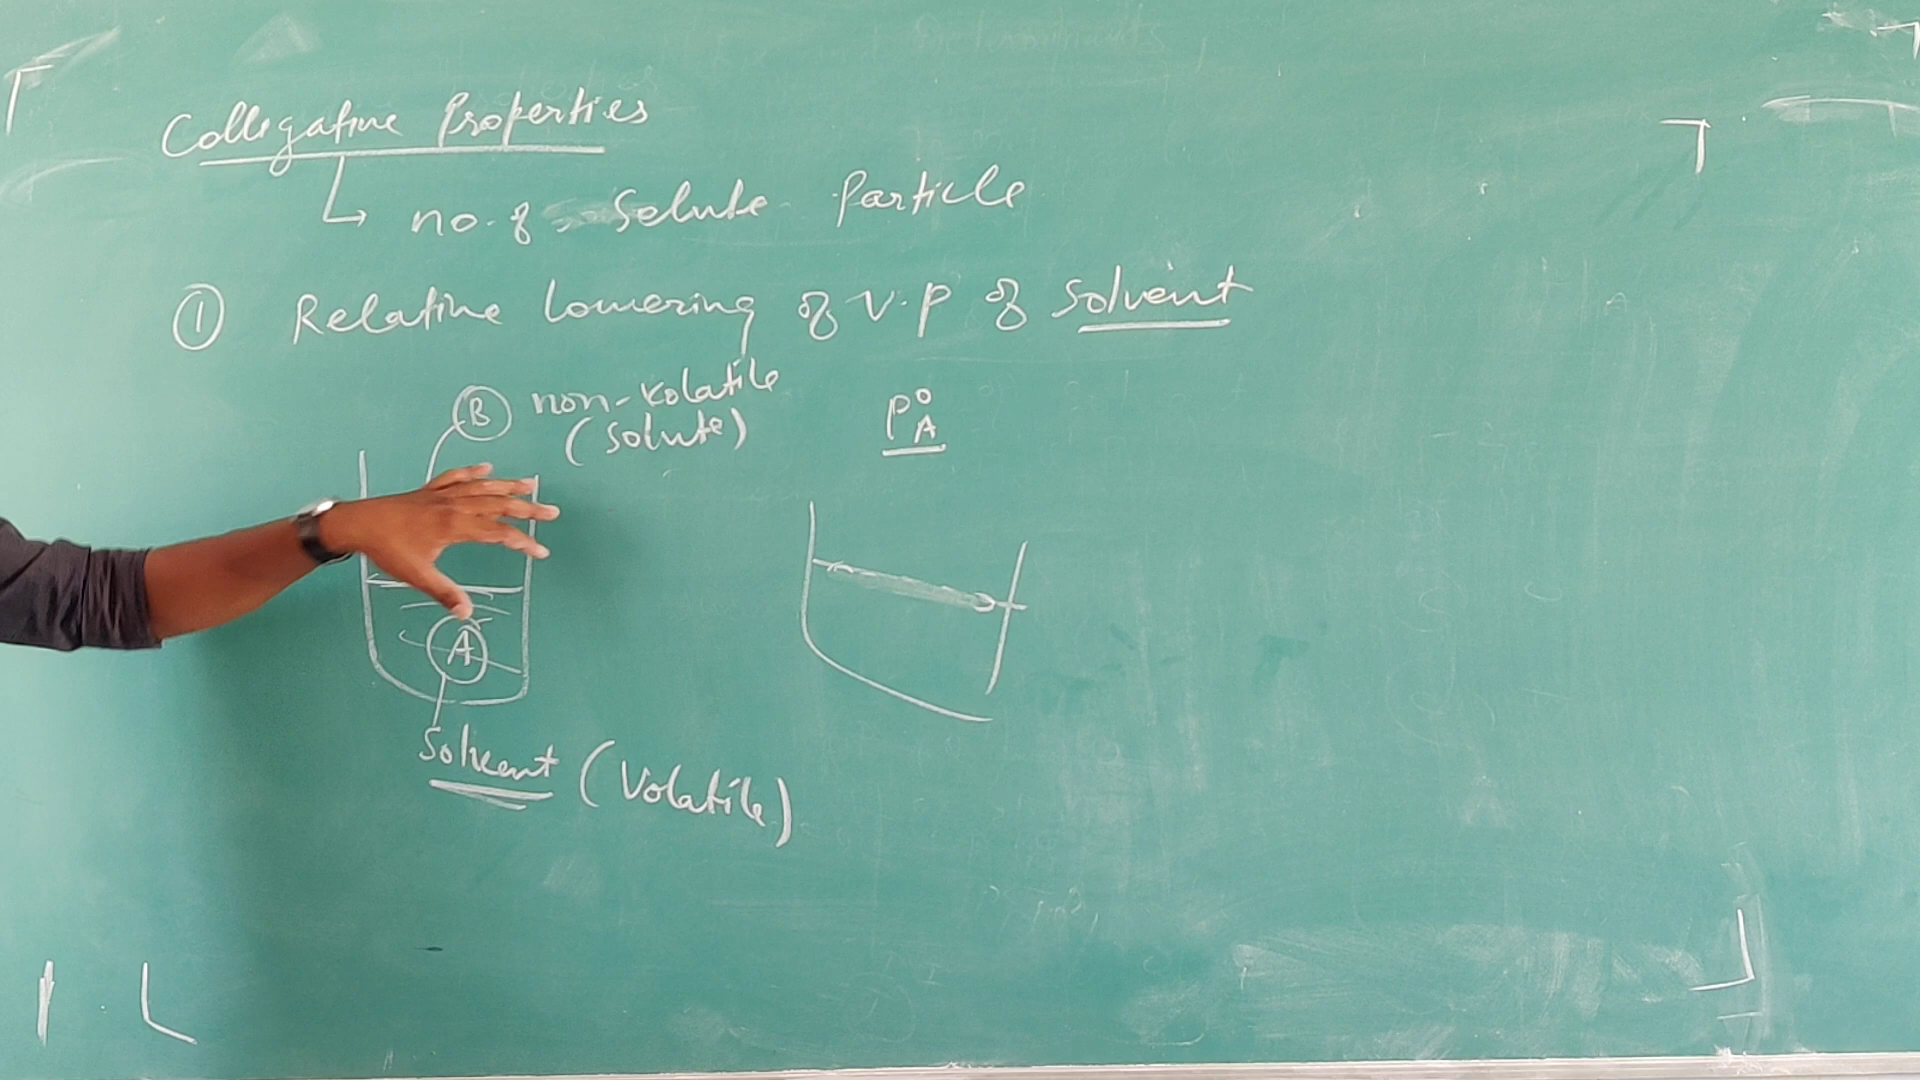 Colligative Properties
no. of Solute Particle
① Relative Lowering of V.P of Solvent
B non-volatile
(Solute)
P°A
A
Solvent (Volatile)